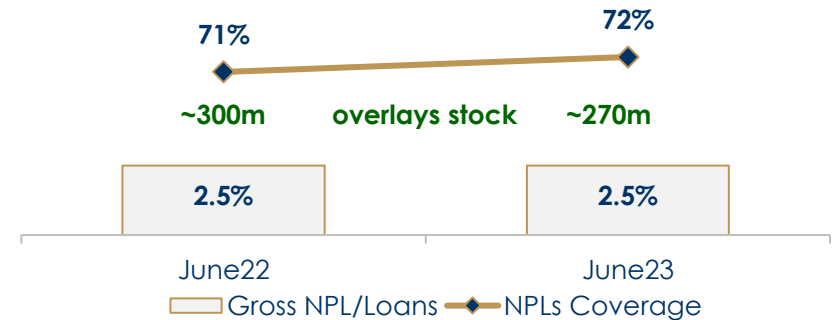 71%
72%
~300m overlays stock ~270m
2.5%
2.5%
June22
June23
Gross NPL/Loans NPLs Coverage